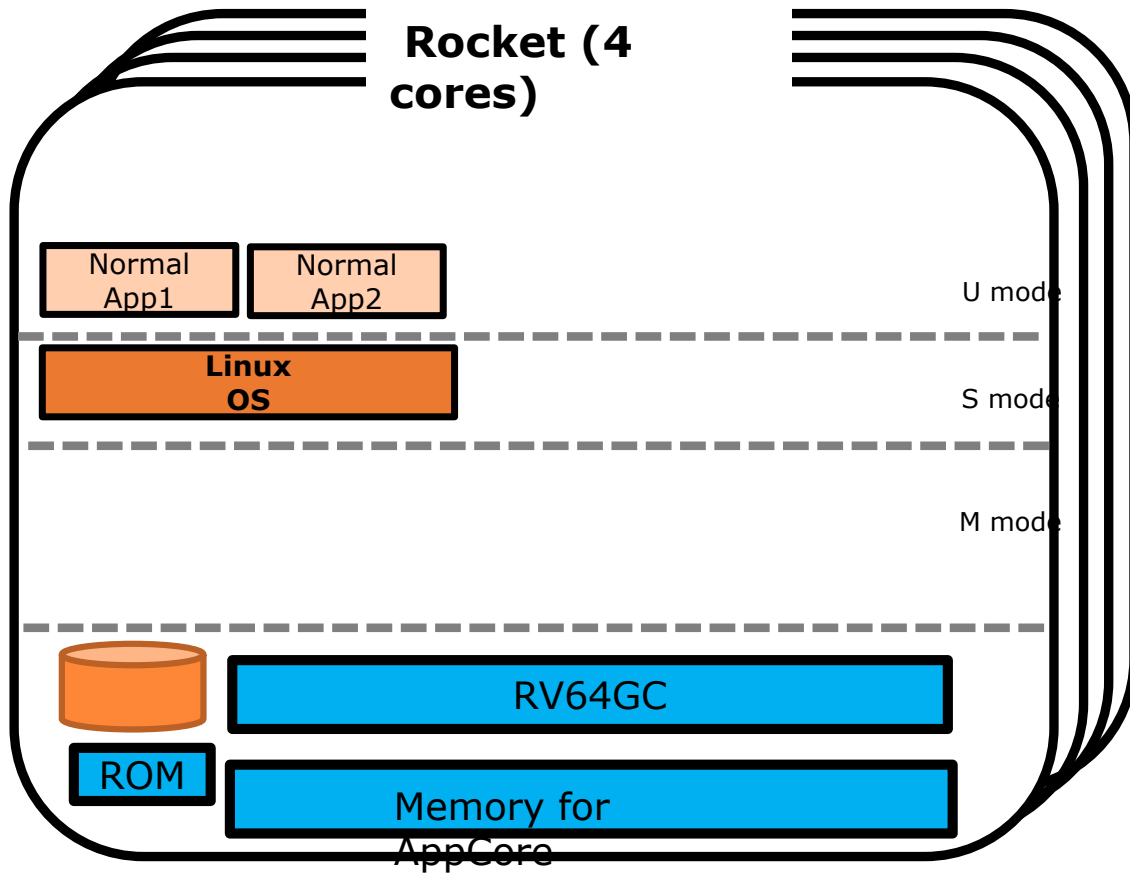 Rocket (4
cores)
Normal
App1
Normal
App2
U mode
Linux
OS
S mode
M mode
RV64GC
ROM
Memory for
AppCore